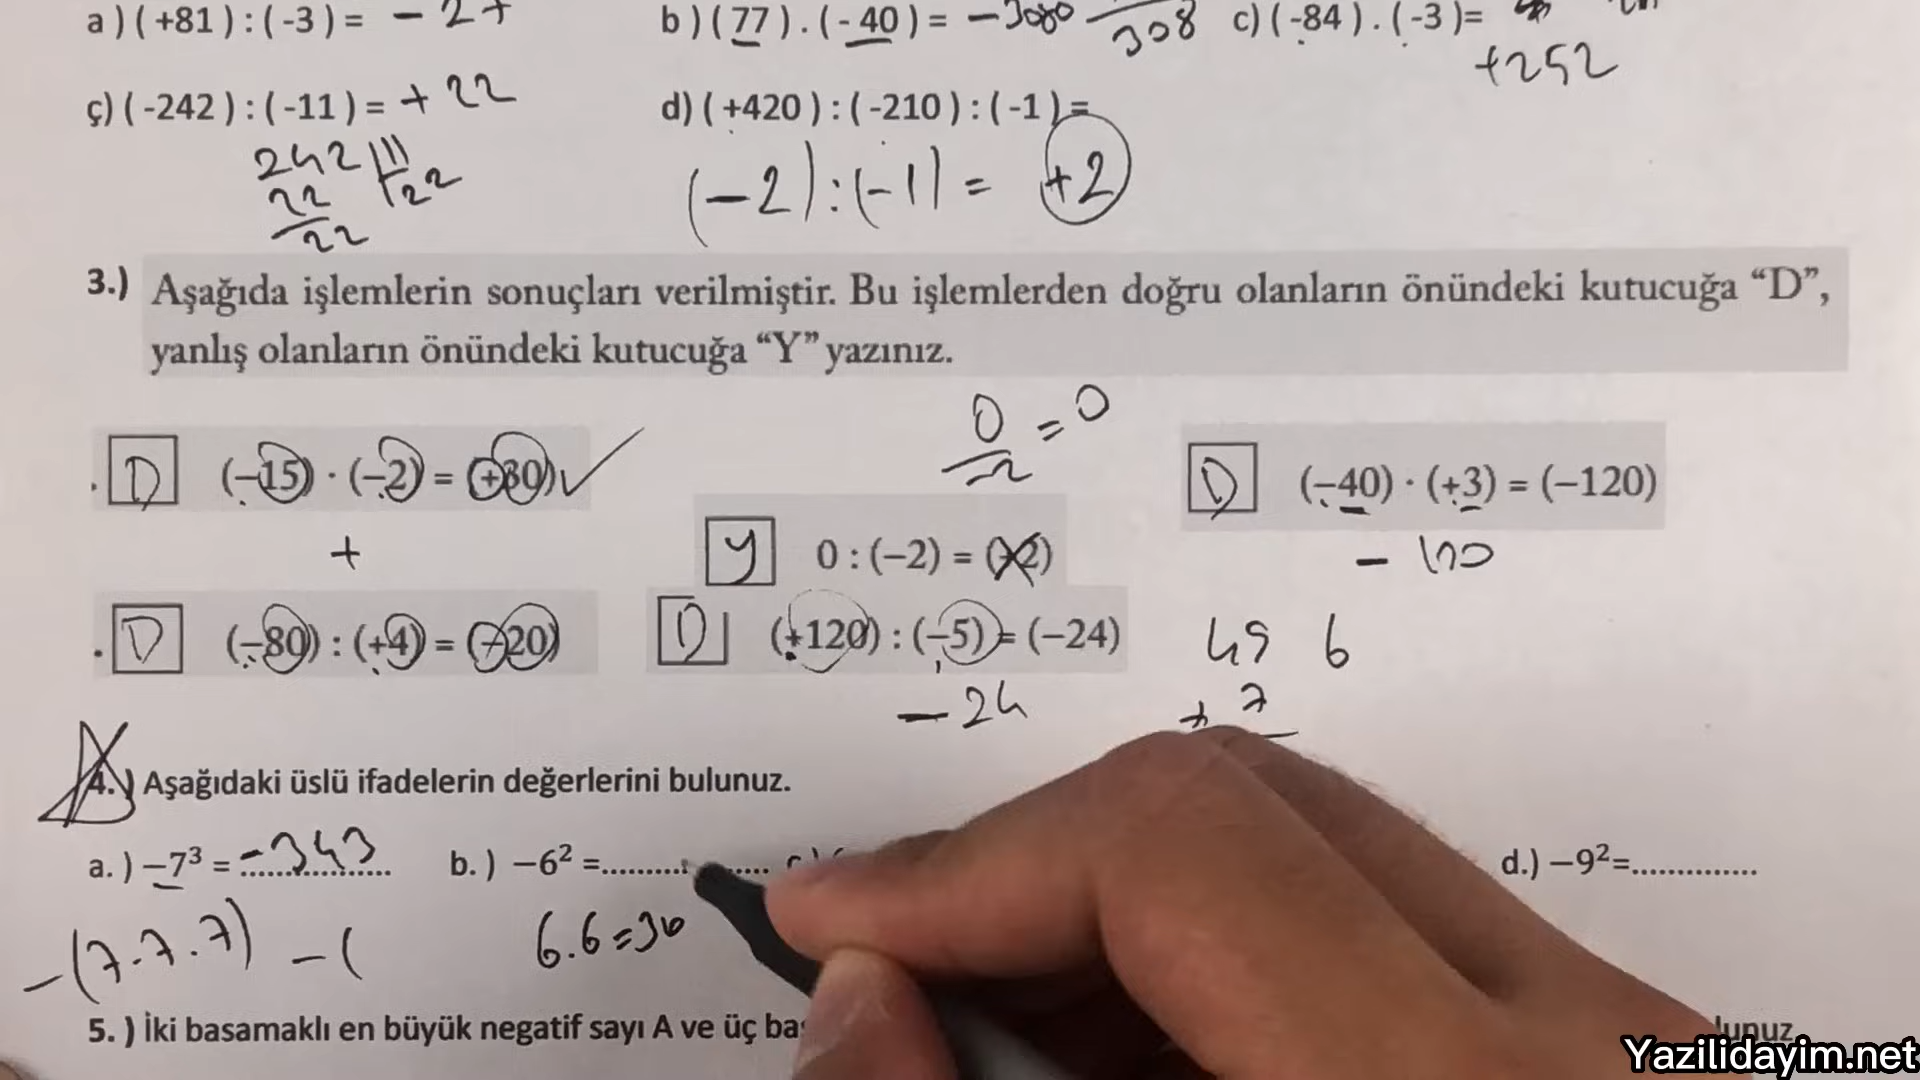 a ) ( +81 ) : ( -3 ) = - 27
b ) ( 77 ) . ( - 40 ) = -3080 308
c) ( -84 ) . ( -3 )= +252
ç) ( -242 ) : ( -11 ) = + 22
d) ( +420 ) : ( -210 ) : ( -1 ) =
242 11
22 22
22
(-2) : (-1) = +2
3.) Aşağıda işlemlerin sonuçları verilmiştir. Bu işlemlerden doğru olanların önündeki kutucuğa “D”,
yanlış olanların önündeki kutucuğa “Y” yazınız.
0 = 0
-2
D (−15) · (−2) = (+30) ✓
D (−40) · (+3) = (−120)
+
Y 0 : (−2) = (-2)
- 120
D (−80) : (+4) = (−20)
D (+120) : (−5) = (−24)
- 24
49 6
+ 7
4.) Aşağıdaki üslü ifadelerin değerlerini bulunuz.
a. ) −7³ = -343
b. ) −6² =....................
d.) −9²=..............
-(7.7.7) -(
6.6=36
5. ) İki basamaklı en büyük negatif sayı A ve üç
Yazilidayim.net